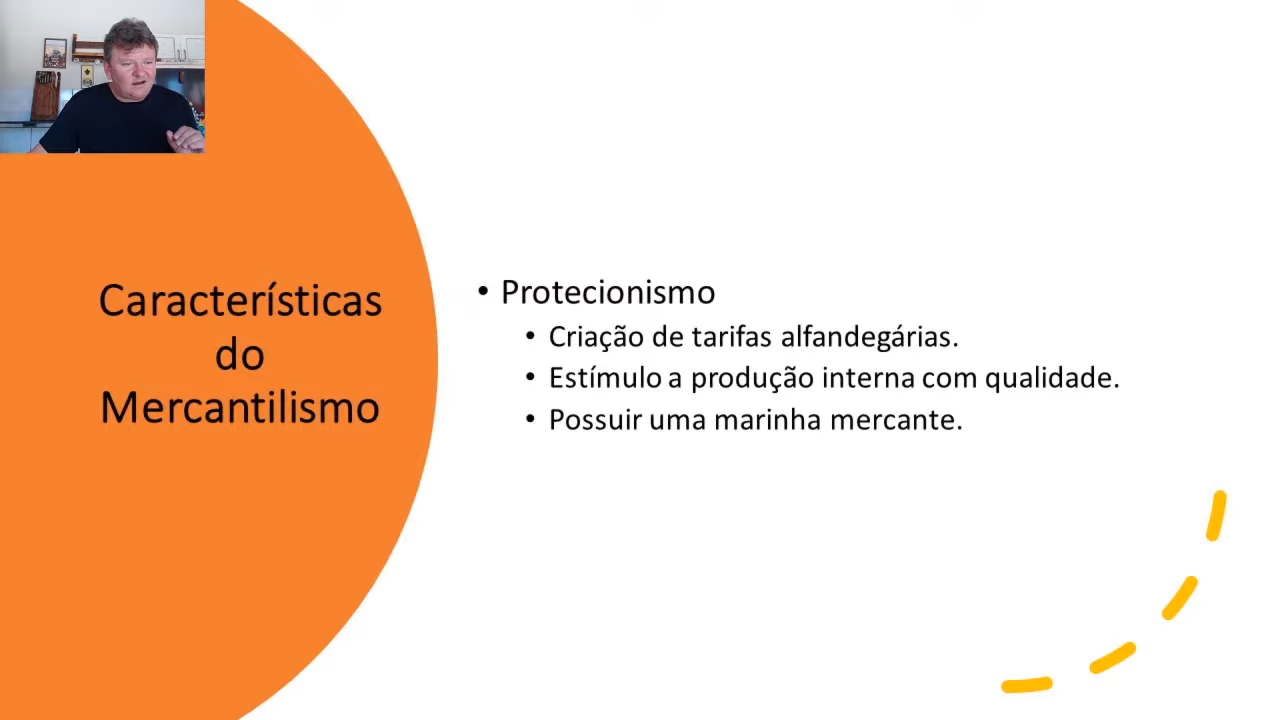 Características
do
Mercantilismo
• Protecionismo
• Criação de tarifas alfandegárias.
• Estímulo a produção interna com qualidade.
• Possuir uma marinha mercante.